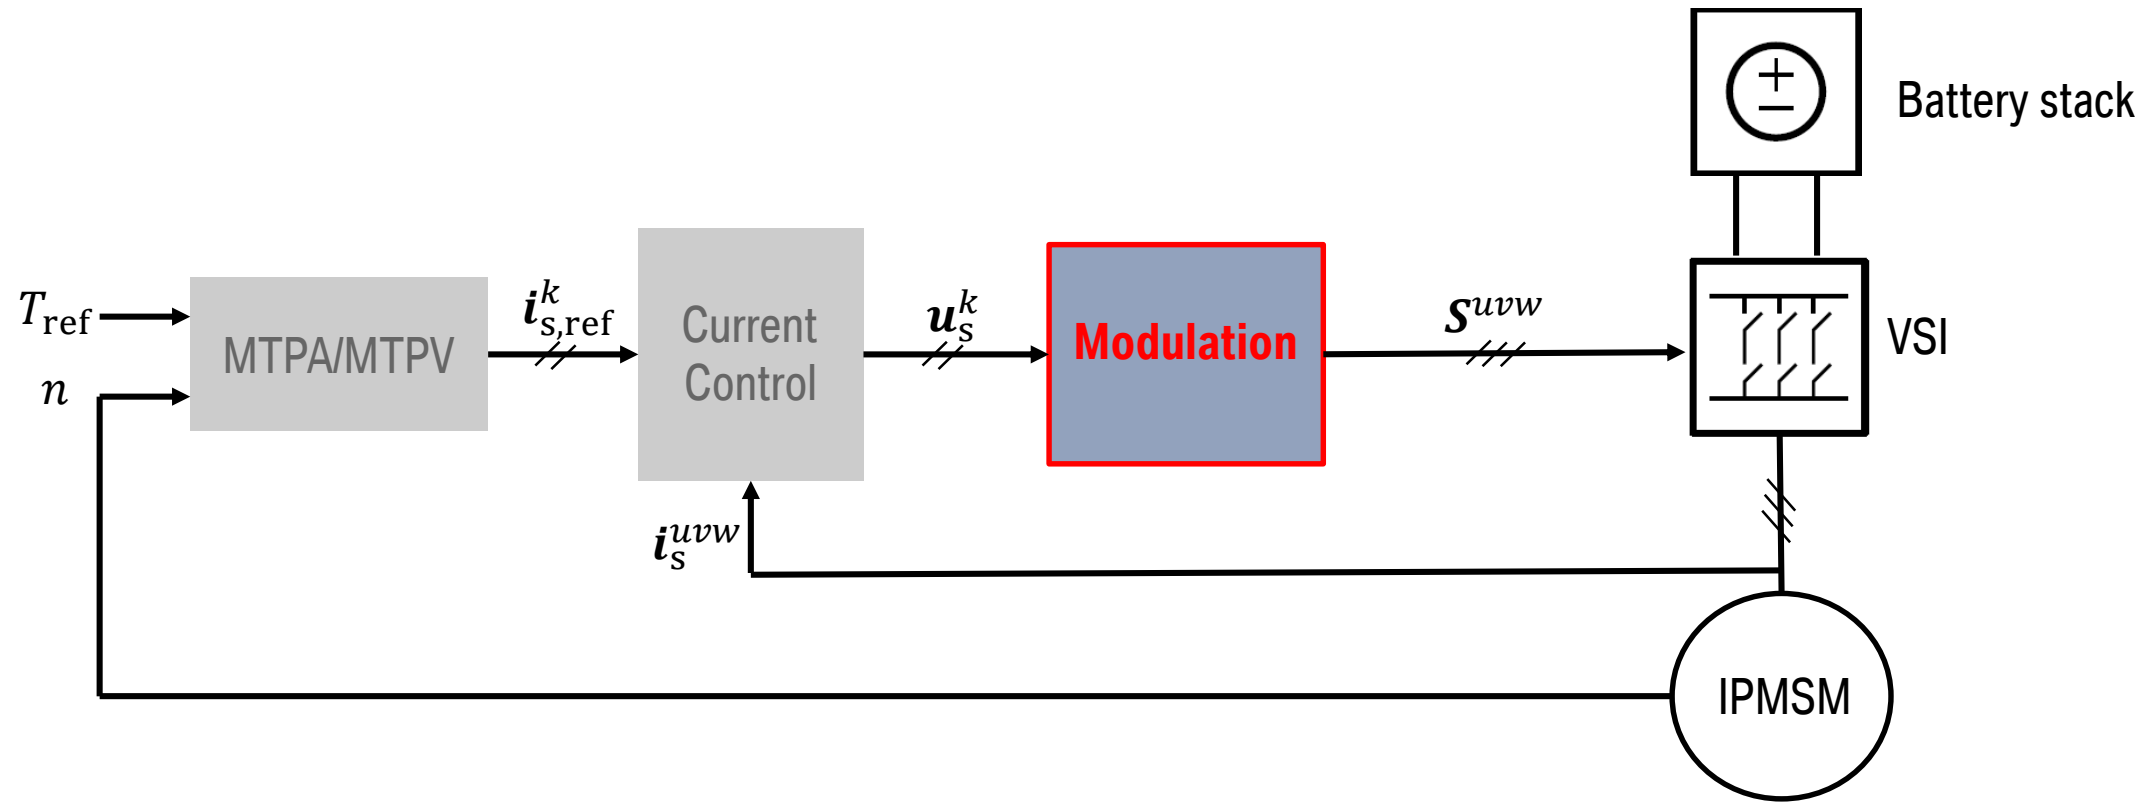 Battery stack
T_ref
n
MTPA/MTPV
i^k_s,ref
Current
Control
u^k_s
Modulation
S^uvw
VSI
i^uvw_s
IPMSM